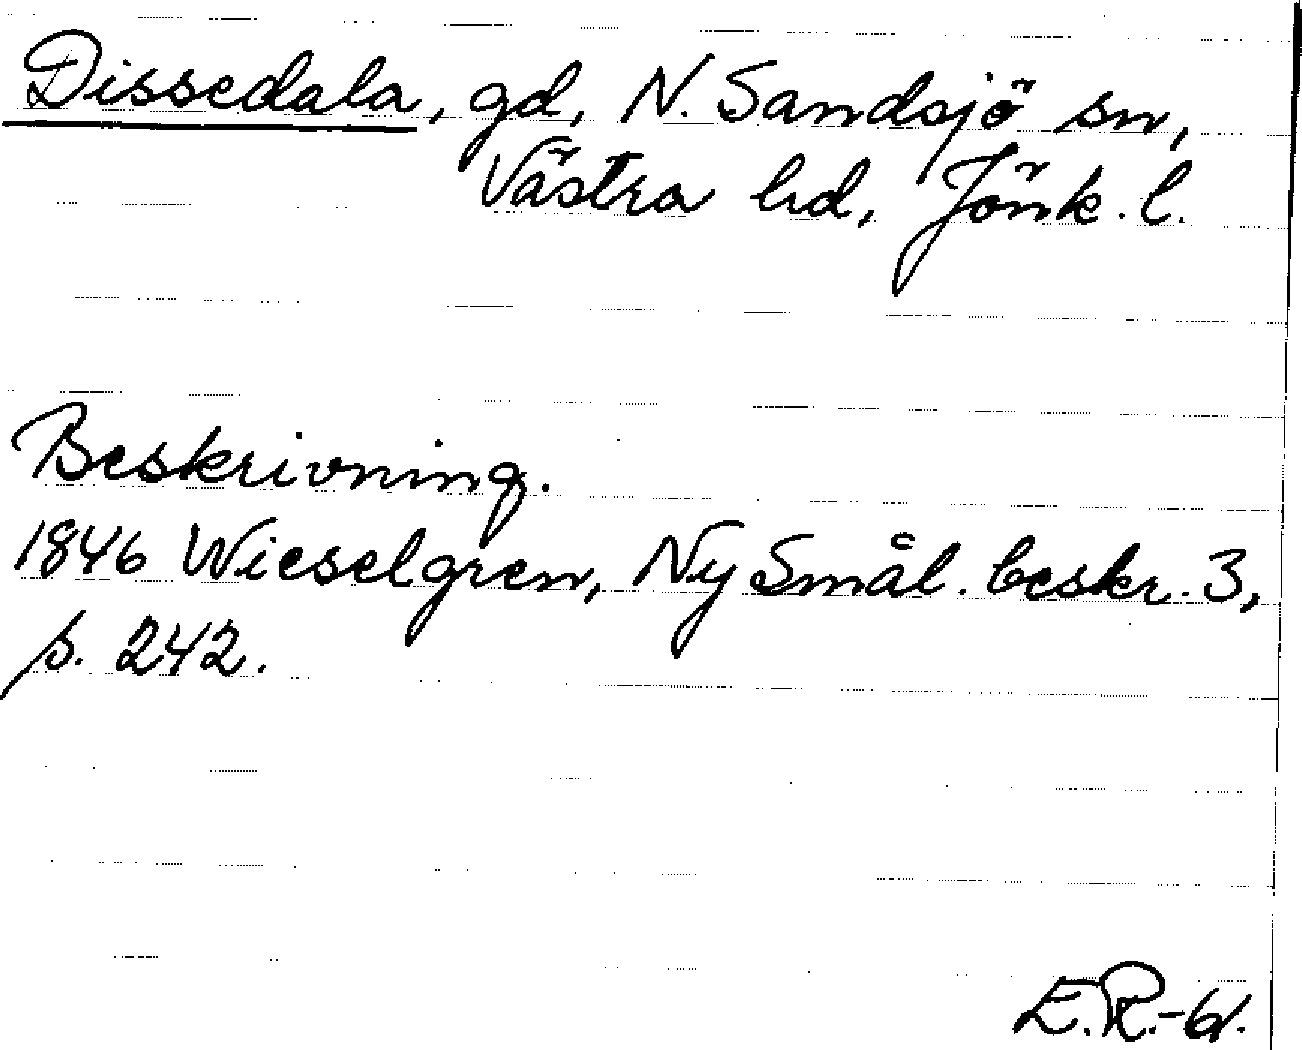 Dissedala, gd, N. Sandsjö sn,
Västra hd, Jönk. l.
Beskrivning.
1846 Wieselgren, Ny Smål. beskr. 3,
s. 242.
E.R.-61.